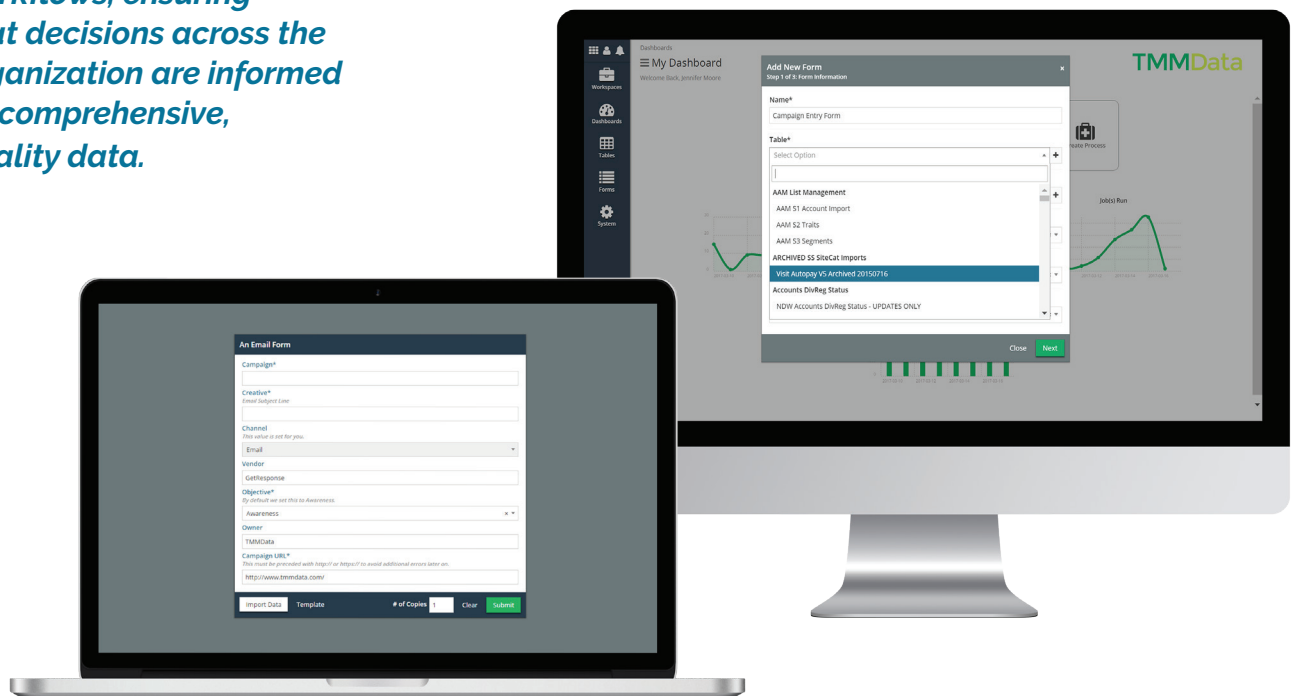 rkflows, ensuring
at decisions across the
ganization are informed
comprehensive,
ality data.
Dashboards
My Dashboard
Welcome Back, Jennifer Moore
TMMData
Workspaces
Dashboards
Tables
Forms
System
Add New Form
Step 1 of 3: Form Information
Name*
Campaign Entry Form
Table*
Select Option
AAM List Management
AAM S1 Account Import
AAM S2 Traits
AAM S3 Segments
ARCHIVED SS SiteCat Imports
Visit Autopay V5 Archived 20150716
Accounts DivReg Status
NDW Accounts DivReg Status - UPDATES ONLY
Close Next
Create Process
Job(s) Run
An Email Form
Campaign*
Creative*
Email Subject Line
Channel
This value is set for you.
Email
Vendor
GetResponse
Objective*
By default we set this to Awareness.
Awareness
Owner
TMMData
Campaign URL*
This must be preceded with http:// or https:// to avoid additional errors later on.
http://www.tmmdata.com/
Import Data Template # of Copies 1 Clear Submit